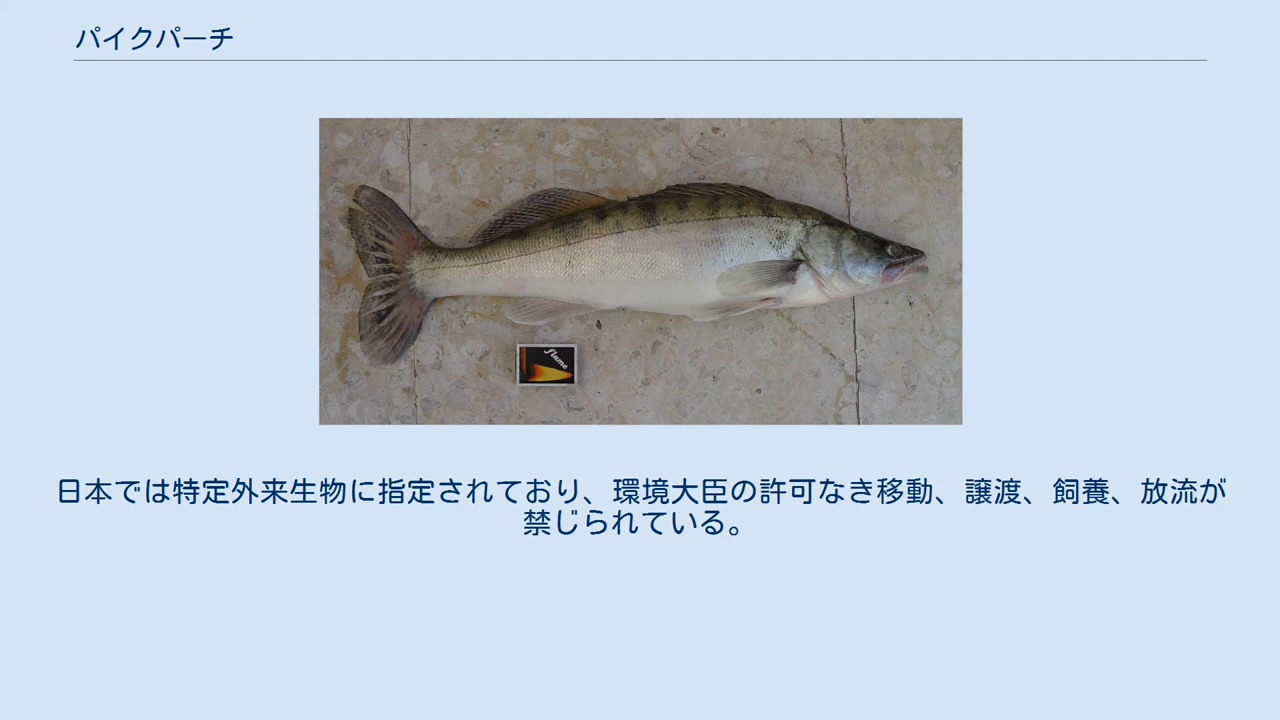 パイクパーチ
flame
日本では特定外来生物に指定されており、環境大臣の許可なき移動、譲渡、飼養、放流が
禁じられている。